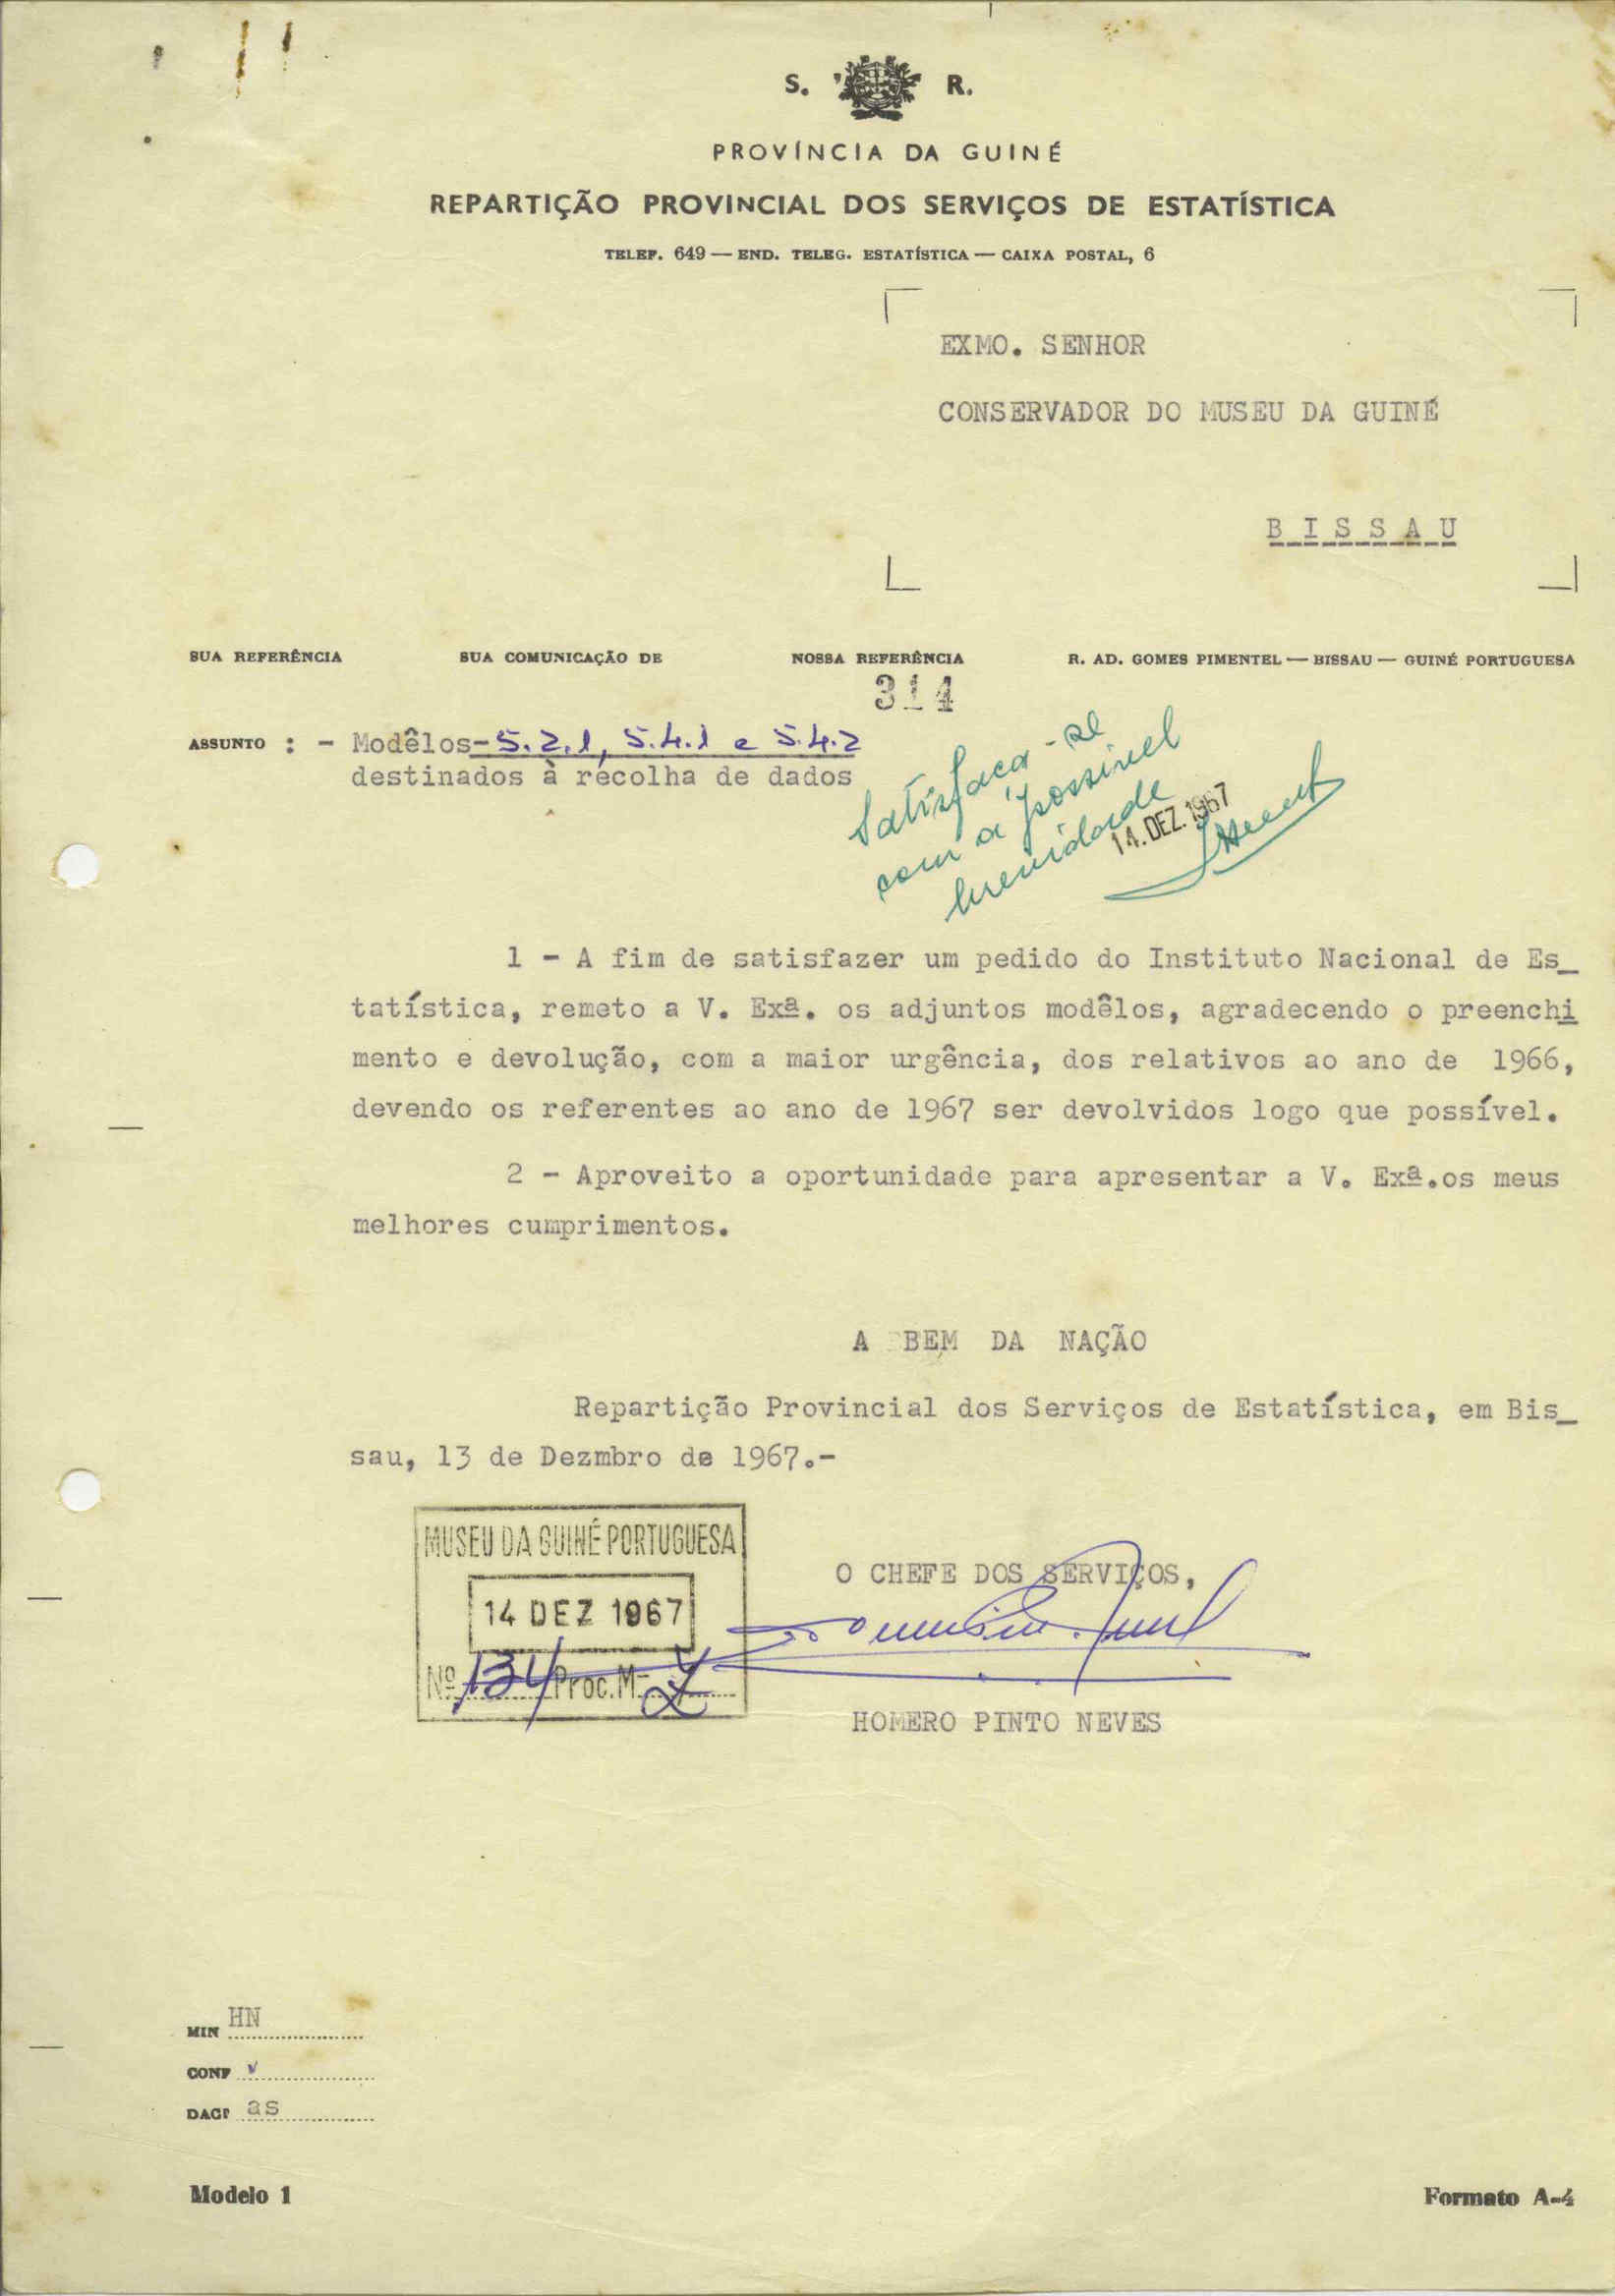 S. R.
PROVÍNCIA DA GUINÉ
REPARTIÇÃO PROVINCIAL DOS SERVIÇOS DE ESTATÍSTICA
TELEF. 649 — END. TELEG. ESTATÍSTICA — CAIXA POSTAL, 6
EXMO. SENHOR
CONSERVADOR DO MUSEU DA GUINÉ
BISSAU
SUA REFERÊNCIA SUA COMUNICAÇÃO DE NOSSA REFERÊNCIA R. AD. GOMES PIMENTEL — BISSAU — GUINÉ PORTUGUESA
314
ASSUNTO : - Modêlos-5.2.1, 5.4.1 e 5.4.2
destinados à recolha de dados
Satisfaça-se
com a possível
brevidade
14.DEZ.1967
1 - A fim de satisfazer um pedido do Instituto Nacional de Es_
tatística, remeto a V. Exª. os adjuntos modêlos, agradecendo o preenchi
mento e devolução, com a maior urgência, dos relativos ao ano de 1966,
devendo os referentes ao ano de 1967 ser devolvidos logo que possível.
2 - Aproveito a oportunidade para apresentar a V. Exª.os meus
melhores cumprimentos.
A BEM DA NAÇÃO
Repartição Provincial dos Serviços de Estatística, em Bis_
sau, 13 de Dezmbro de 1967.-
MUSEU DA GUINÉ PORTUGUESA
14 DEZ 1967
Nº 134 Proc. M-
O CHEFE DOS SERVIÇOS,
HOMERO PINTO NEVES
MIN HN
CONF v
DACT as
Modelo 1 Formato A-4